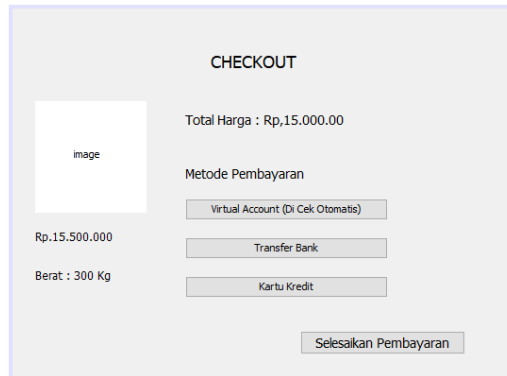 CHECKOUT
Total Harga : Rp,15.000.00
image
Metode Pembayaran
Virtual Account (Di Cek Otomatis)
Rp.15.500.000
Transfer Bank
Berat : 300 Kg
Kartu Kredit
Selesaikan Pembayaran